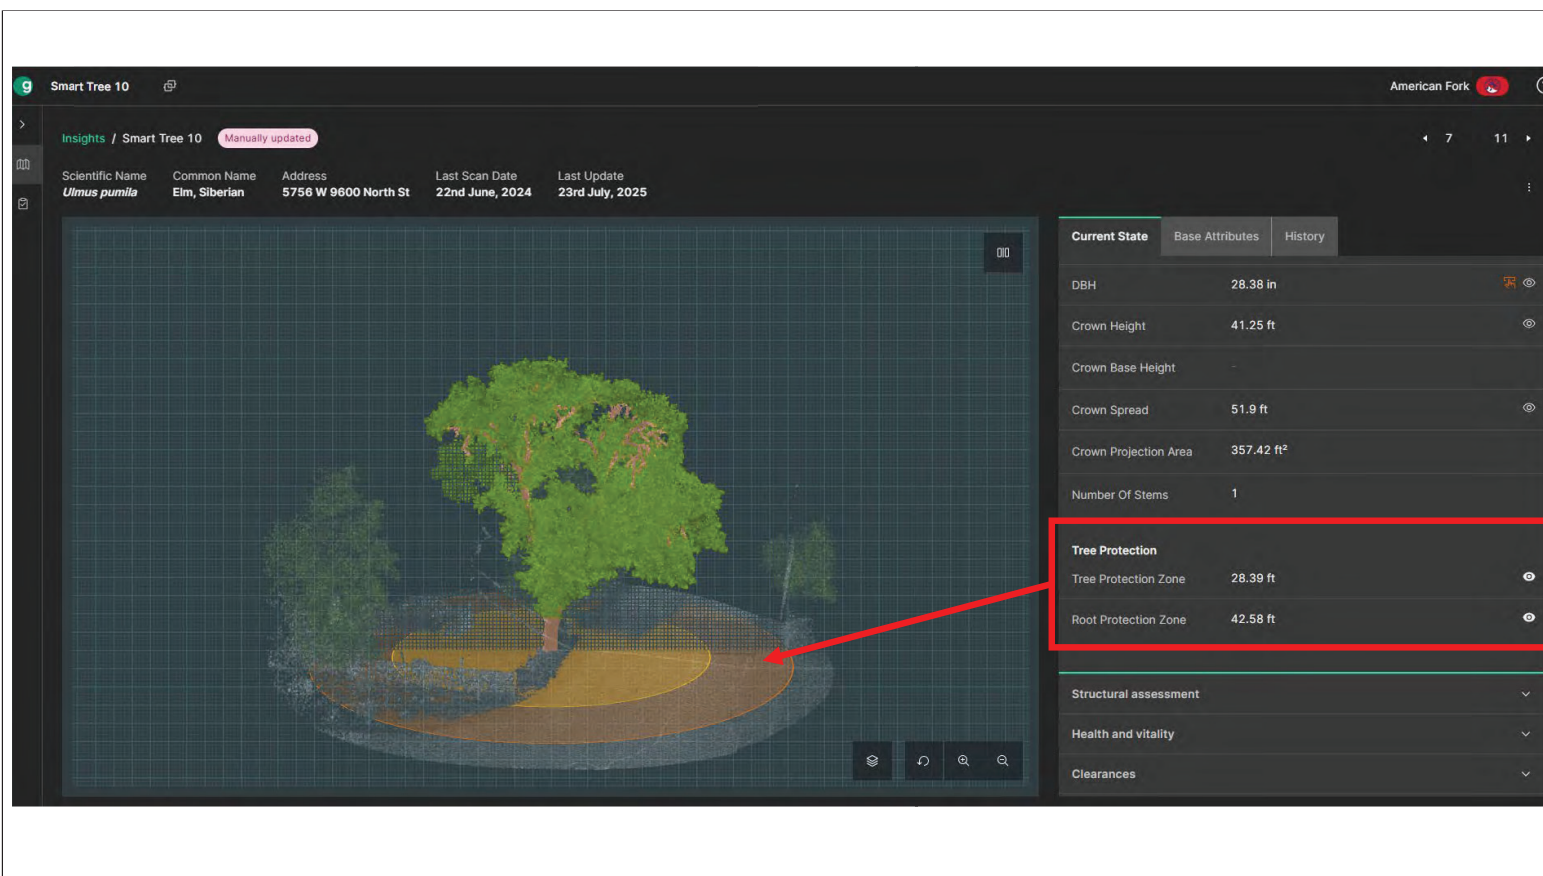 g Smart Tree 10
American Fork
Insights / Smart Tree 10 Manually updated
7 11
Scientific Name Common Name Address Last Scan Date Last Update
Ulmus pumila Elm, Siberian 5756 W 9600 North St 22nd June, 2024 23rd July, 2025
Current State Base Attributes History
DBH 28.38 in
Crown Height 41.25 ft
Crown Base Height -
Crown Spread 51.9 ft
Crown Projection Area 357.42 ft²
Number Of Stems 1
Tree Protection
Tree Protection Zone 28.39 ft
Root Protection Zone 42.58 ft
Structural assessment
Health and vitality
Clearances